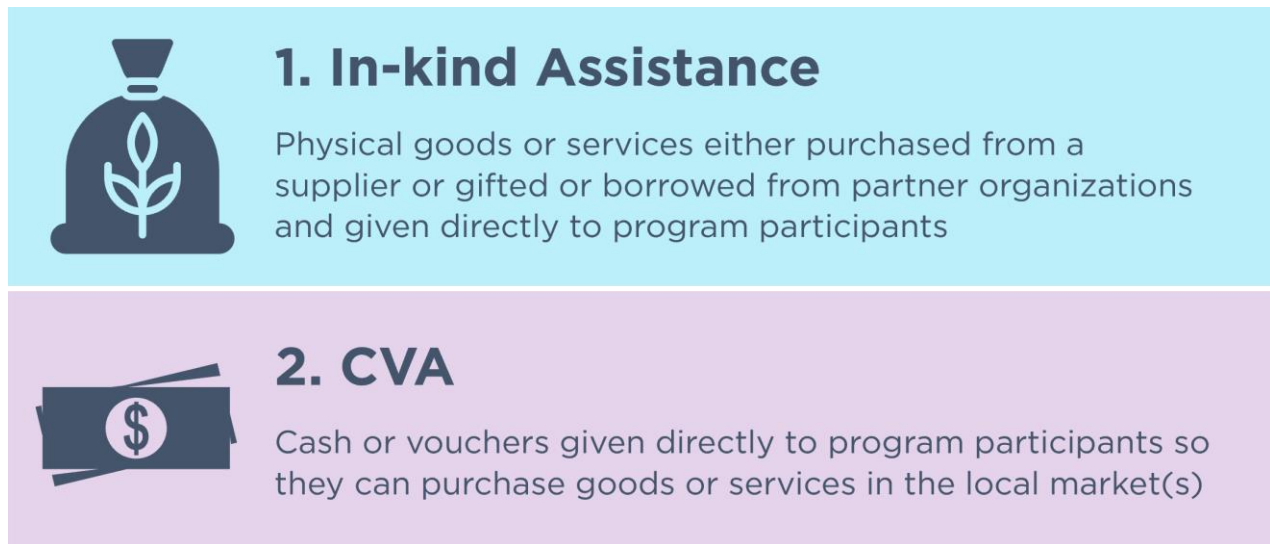 1. In-kind Assistance
Physical goods or services either purchased from a
supplier or gifted or borrowed from partner organizations
and given directly to program participants
2. CVA
$
Cash or vouchers given directly to program participants so
they can purchase goods or services in the local market(s)